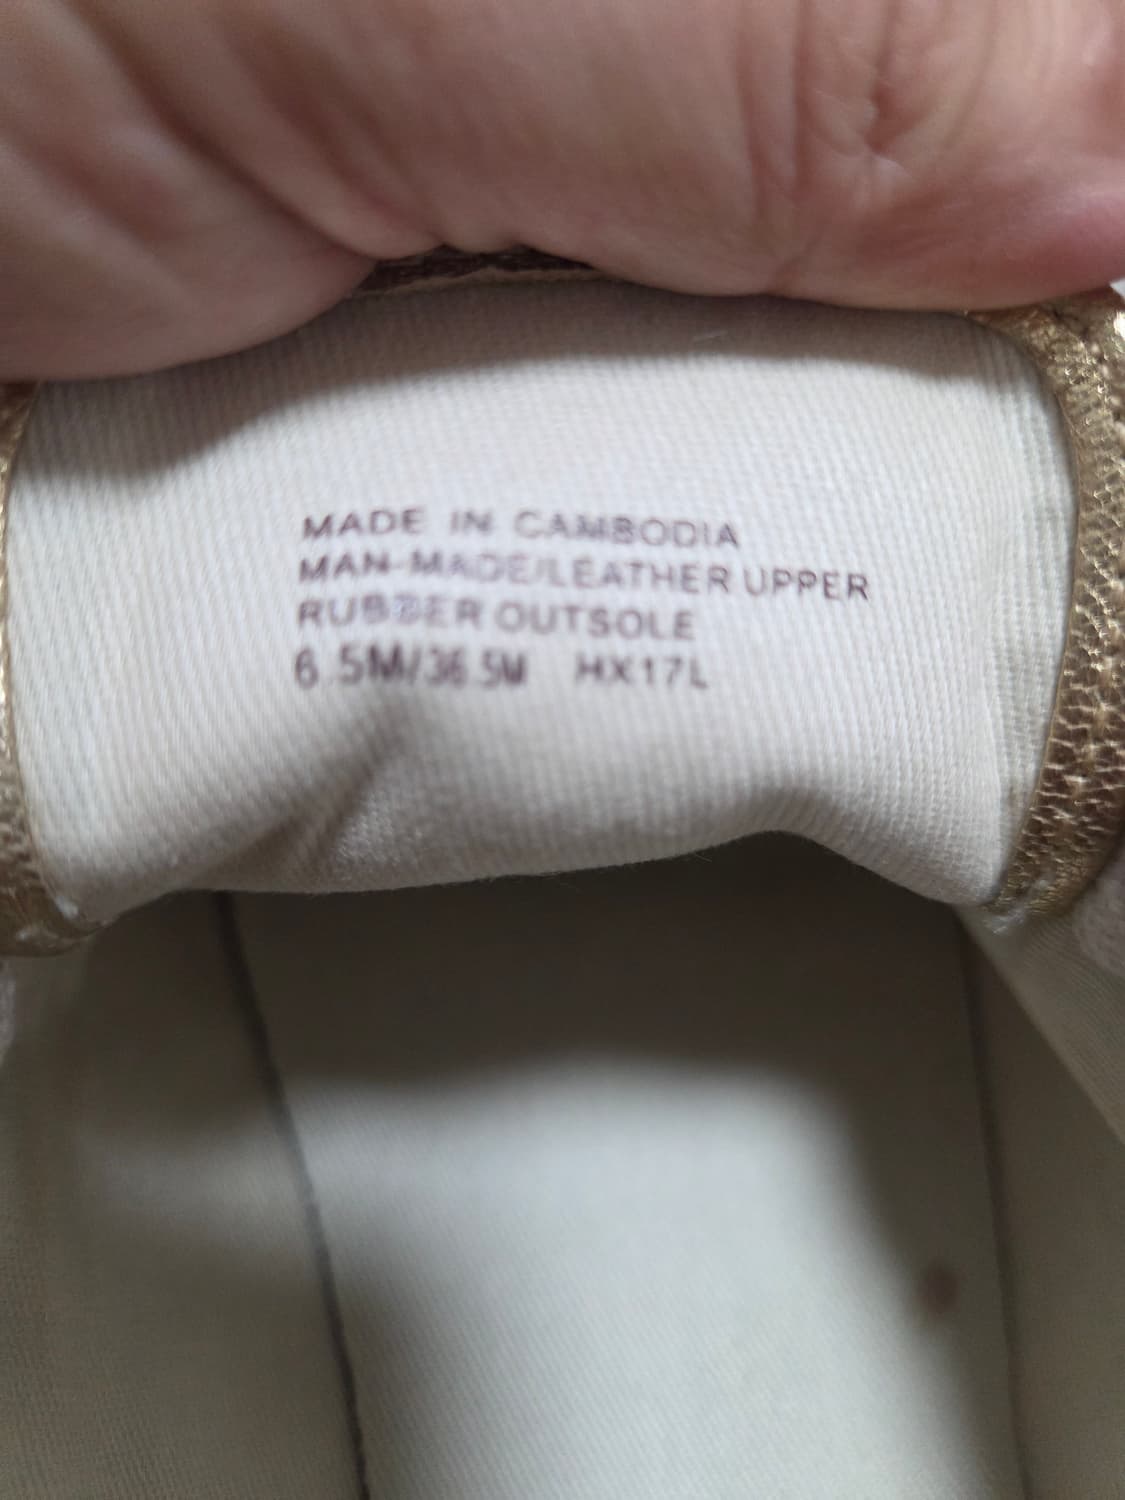 MADE IN CAMBODIA
MAN-MADE/LEATHER UPPER
RUBBER OUTSOLE
6.5M/36.5M HX17L